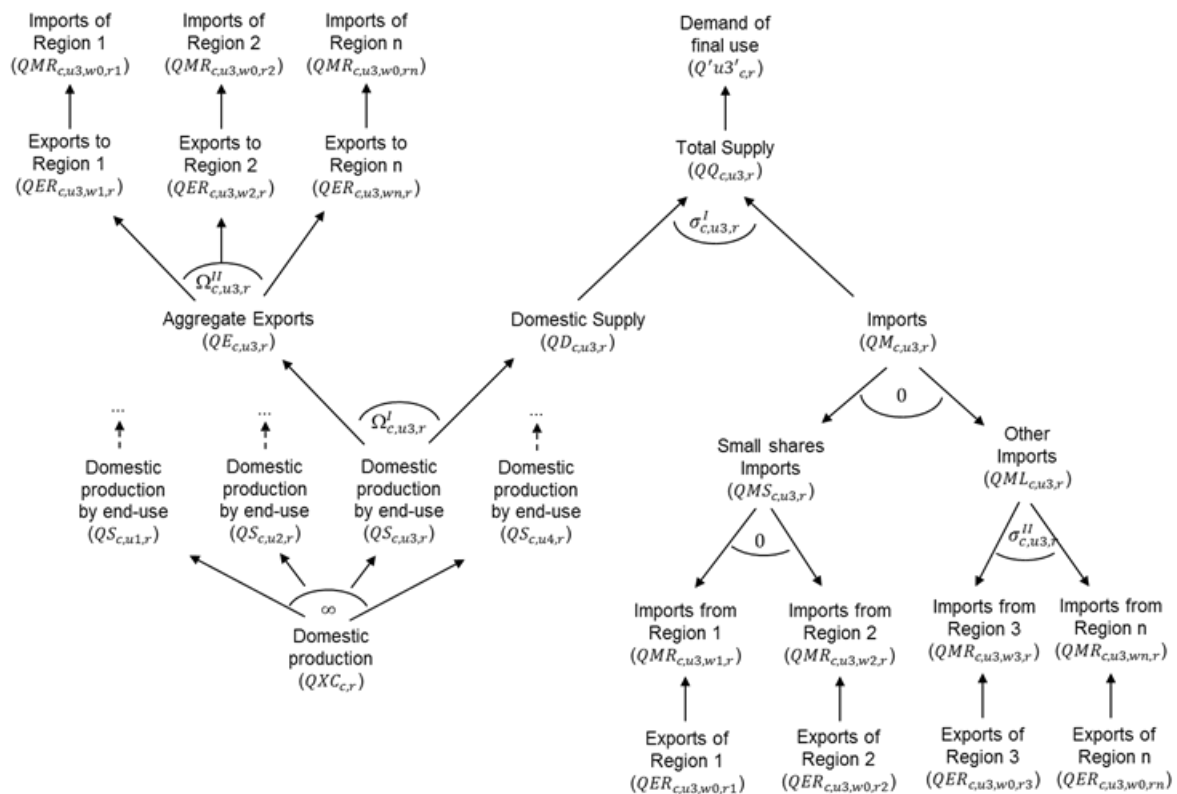 Imports of
Region 1
(QMR_{c,u3,w0,r1})
Imports of
Region 2
(QMR_{c,u3,w0,r2})
Imports of
Region n
(QMR_{c,u3,w0,rn})
Demand of
final use
(Q'u3'_{c,r})
Exports to
Region 1
(QER_{c,u3,w1,r})
Exports to
Region 2
(QER_{c,u3,w2,r})
Exports to
Region n
(QER_{c,u3,wn,r})
Total Supply
(QQ_{c,u3,r})
σ^{I}_{c,u3,r}
Ω^{II}_{c,u3,r}
Aggregate Exports
(QE_{c,u3,r})
Domestic Supply
(QD_{c,u3,r})
Imports
(QM_{c,u3,r})
0
Ω^{I}_{c,u3,r}
...
...
...
Domestic
production
by end-use
(QS_{c,u1,r})
Domestic
production
by end-use
(QS_{c,u2,r})
Domestic
production
by end-use
(QS_{c,u3,r})
Domestic
production
by end-use
(QS_{c,u4,r})
Small shares
Imports
(QMS_{c,u3,r})
Other
Imports
(QML_{c,u3,r})
0
σ^{II}_{c,u3,r}
∞
Domestic
production
(QXC_{c,r})
Imports from
Region 1
(QMR_{c,u3,w1,r})
Imports from
Region 2
(QMR_{c,u3,w2,r})
Imports from
Region 3
(QMR_{c,u3,w3,r})
Imports from
Region n
(QMR_{c,u3,wn,r})
Exports of
Region 1
(QER_{c,u3,w0,r1})
Exports of
Region 2
(QER_{c,u3,w0,r2})
Exports of
Region 3
(QER_{c,u3,w0,r3})
Exports of
Region n
(QER_{c,u3,w0,rn})